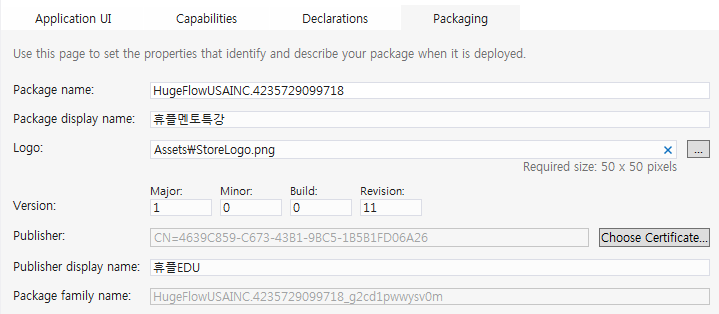 Application UI Capabilities Declarations Packaging
Use this page to set the properties that identify and describe your package when it is deployed.
Package name: HugeFlowUSAINC.4235729099718
Package display name: 휴플멘토특강
Logo: Assets₩StoreLogo.png ...
Required size: 50 x 50 pixels
Major: Minor: Build: Revision:
Version: 1 0 0 11
Publisher: CN=4639C859-C673-43B1-9BC5-1B5B1FD06A26 Choose Certificate...
Publisher display name: 휴플EDU
Package family name: HugeFlowUSAINC.4235729099718_g2cd1pwwysv0m